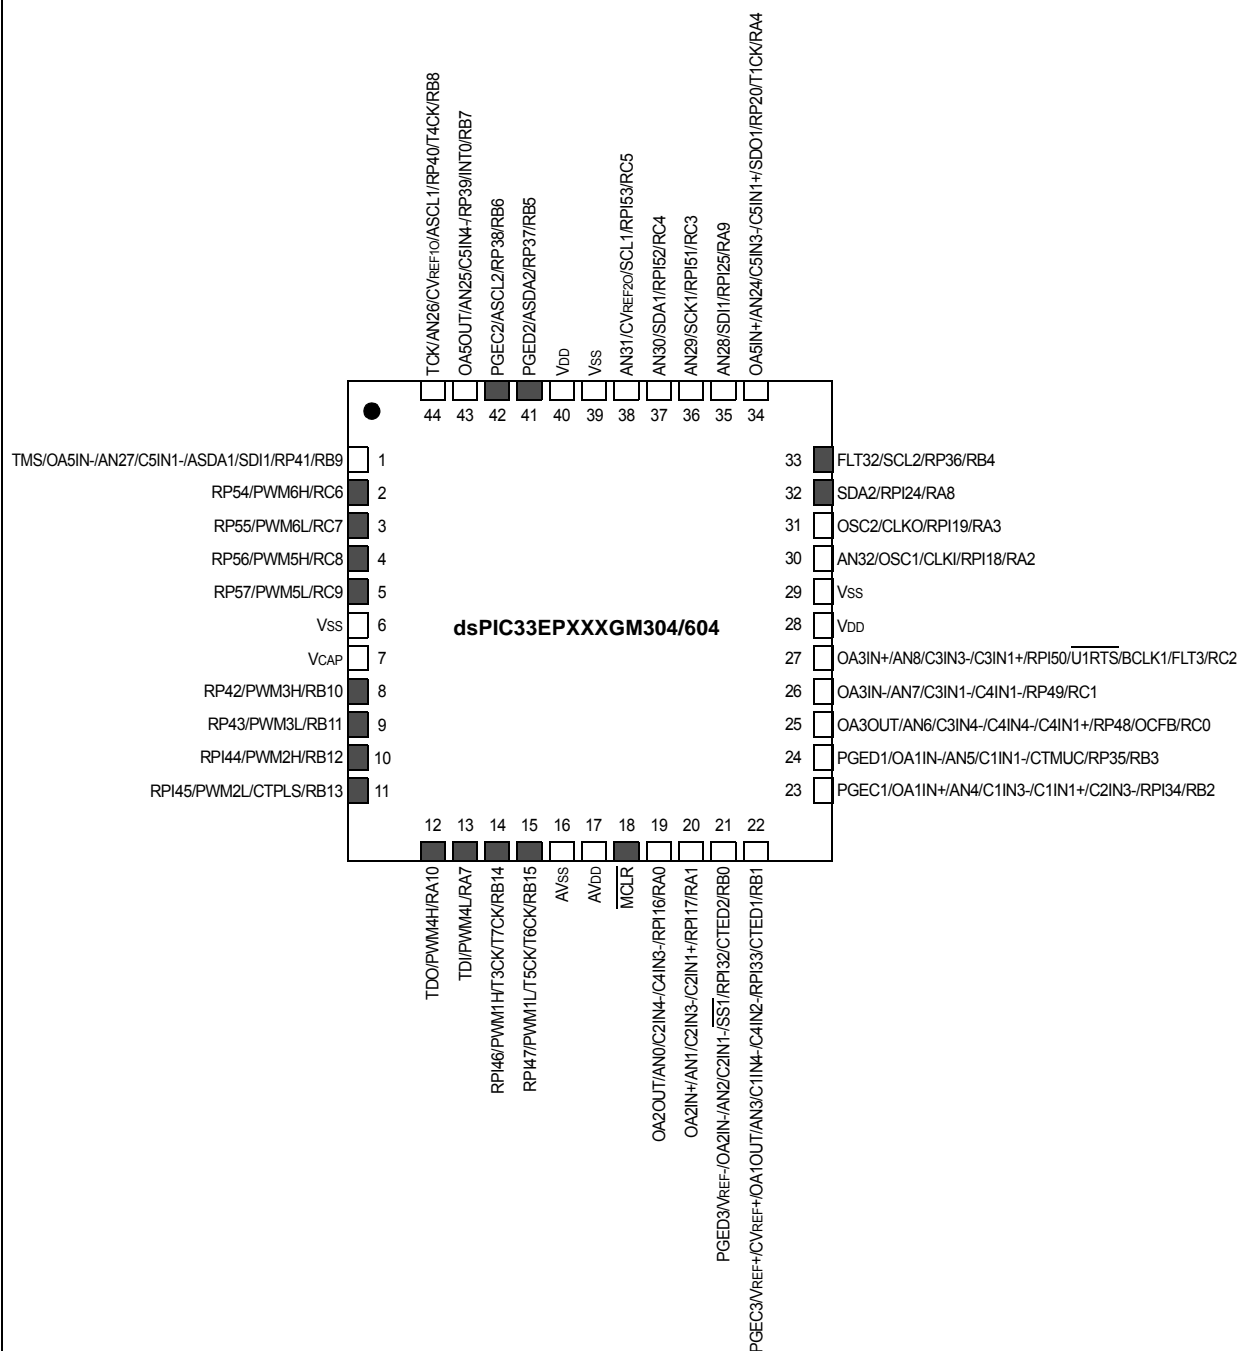 TCK/AN26/CVREF1O/ASCL1/RP40/T4CK/RB8
OA5OUT/AN25/C5IN4-/RP39/INT0/RB7
PGEC2/ASCL2/RP38/RB6
PGED2/ASDA2/RP37/RB5
VDD
VSS
AN31/CVREF2O/SCL1/RPI53/RC5
AN30/SDA1/RPI52/RC4
AN29/SCK1/RPI51/RC3
AN28/SDI1/RPI25/RA9
OA5IN+/AN24/C5IN3-/C5IN1+/SDO1/RP20/T1CK/RA4
44 43 42 41 40 39 38 37 36 35 34
TMS/OA5IN-/AN27/C5IN1-/ASDA1/SDI1/RP41/RB9 1
RP54/PWM6H/RC6 2
RP55/PWM6L/RC7 3
RP56/PWM5H/RC8 4
RP57/PWM5L/RC9 5
VSS 6
VCAP 7
RP42/PWM3H/RB10 8
RP43/PWM3L/RB11 9
RPI44/PWM2H/RB12 10
RPI45/PWM2L/CTPLS/RB13 11
dsPIC33EPXXXGM304/604
33 FLT32/SCL2/RP36/RB4
32 SDA2/RPI24/RA8
31 OSC2/CLKO/RPI19/RA3
30 AN32/OSC1/CLKI/RPI18/RA2
29 VSS
28 VDD
27 OA3IN+/AN8/C3IN3-/C3IN1+/RPI50/U1RTS/BCLK1/FLT3/RC2
26 OA3IN-/AN7/C3IN1-/C4IN1-/RP49/RC1
25 OA3OUT/AN6/C3IN4-/C4IN4-/C4IN1+/RP48/OCFB/RC0
24 PGED1/OA1IN-/AN5/C1IN1-/CTMUC/RP35/RB3
23 PGEC1/OA1IN+/AN4/C1IN3-/C1IN1+/C2IN3-/RPI34/RB2
12 13 14 15 16 17 18 19 20 21 22
TDO/PWM4H/RA10
TDI/PWM4L/RA7
RPI46/PWM1H/T3CK/T7CK/RB14
RPI47/PWM1L/T5CK/T6CK/RB15
AVSS
AVDD
MCLR
OA2OUT/AN0/C2IN4-/C4IN3-/RPI16/RA0
OA2IN+/AN1/C2IN3-/C2IN1+/RPI17/RA1
PGED3/VREF-/OA2IN-/AN2/C2IN1-/SS1/RPI32/CTED2/RB0
PGEC3/VREF+/CVREF+/OA1OUT/AN3/C1IN4-/C4IN2-/RPI33/CTED1/RB1